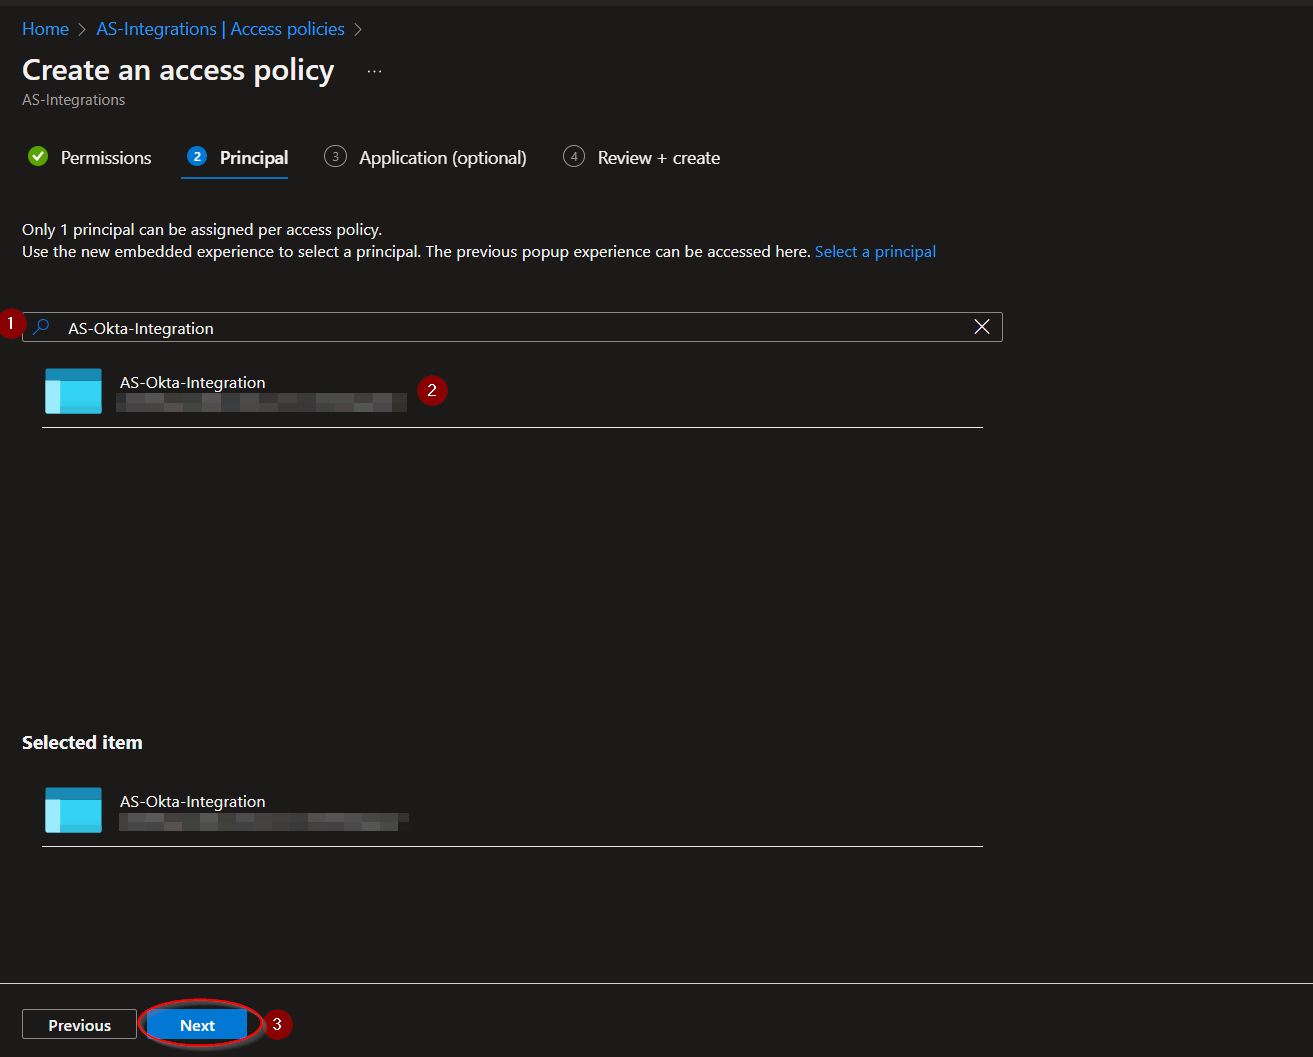 Home > AS-Integrations | Access policies >
Create an access policy ...
AS-Integrations
Permissions 2 Principal 3 Application (optional) 4 Review + create
Only 1 principal can be assigned per access policy.
Use the new embedded experience to select a principal. The previous popup experience can be accessed here. Select a principal
1 AS-Okta-Integration
AS-Okta-Integration
2
Selected item
AS-Okta-Integration
Previous Next 3